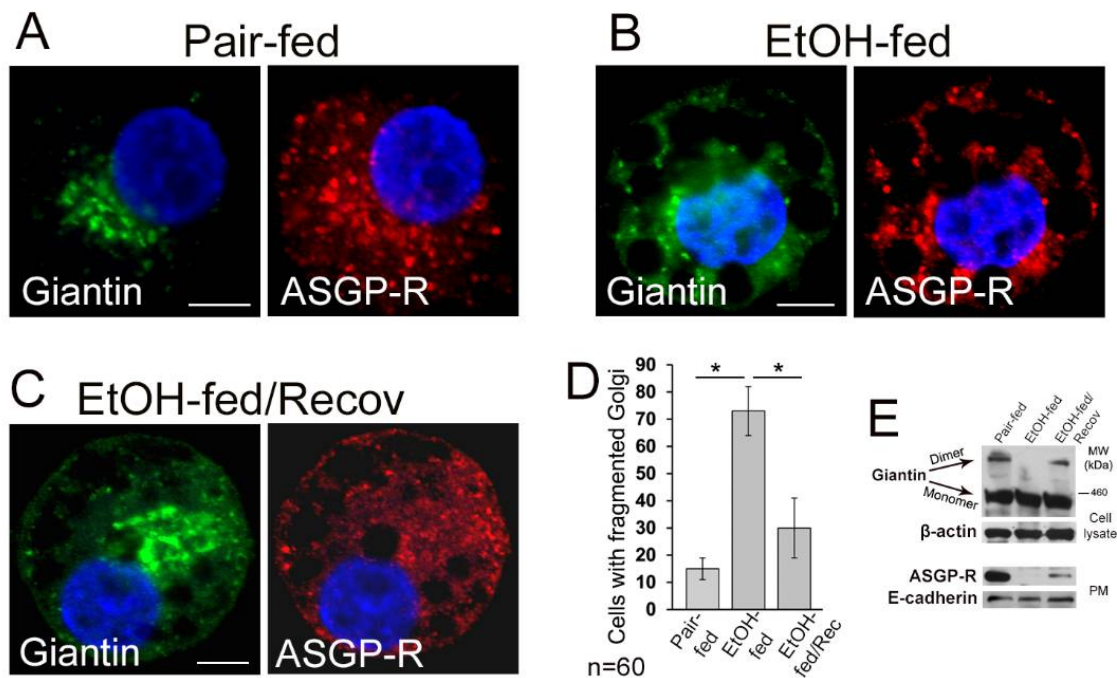 A
Pair-fed
Giantin
ASGP-R
B
EtOH-fed
Giantin
ASGP-R
C
EtOH-fed/Recov
Giantin
ASGP-R
D
Cells with fragmented Golgi
90
80
70
60
50
40
30
20
10
0
*
*
Pair-
fed
EtOH-
fed
EtOH-
fed/Rec
n=60
E
Pair-fed
EtOH-fed
EtOH-fed/
Recov
MW
(kDa)
Dimer
Giantin
Monomer
460
Cell
lysate
β-actin
ASGP-R
E-cadherin
PM